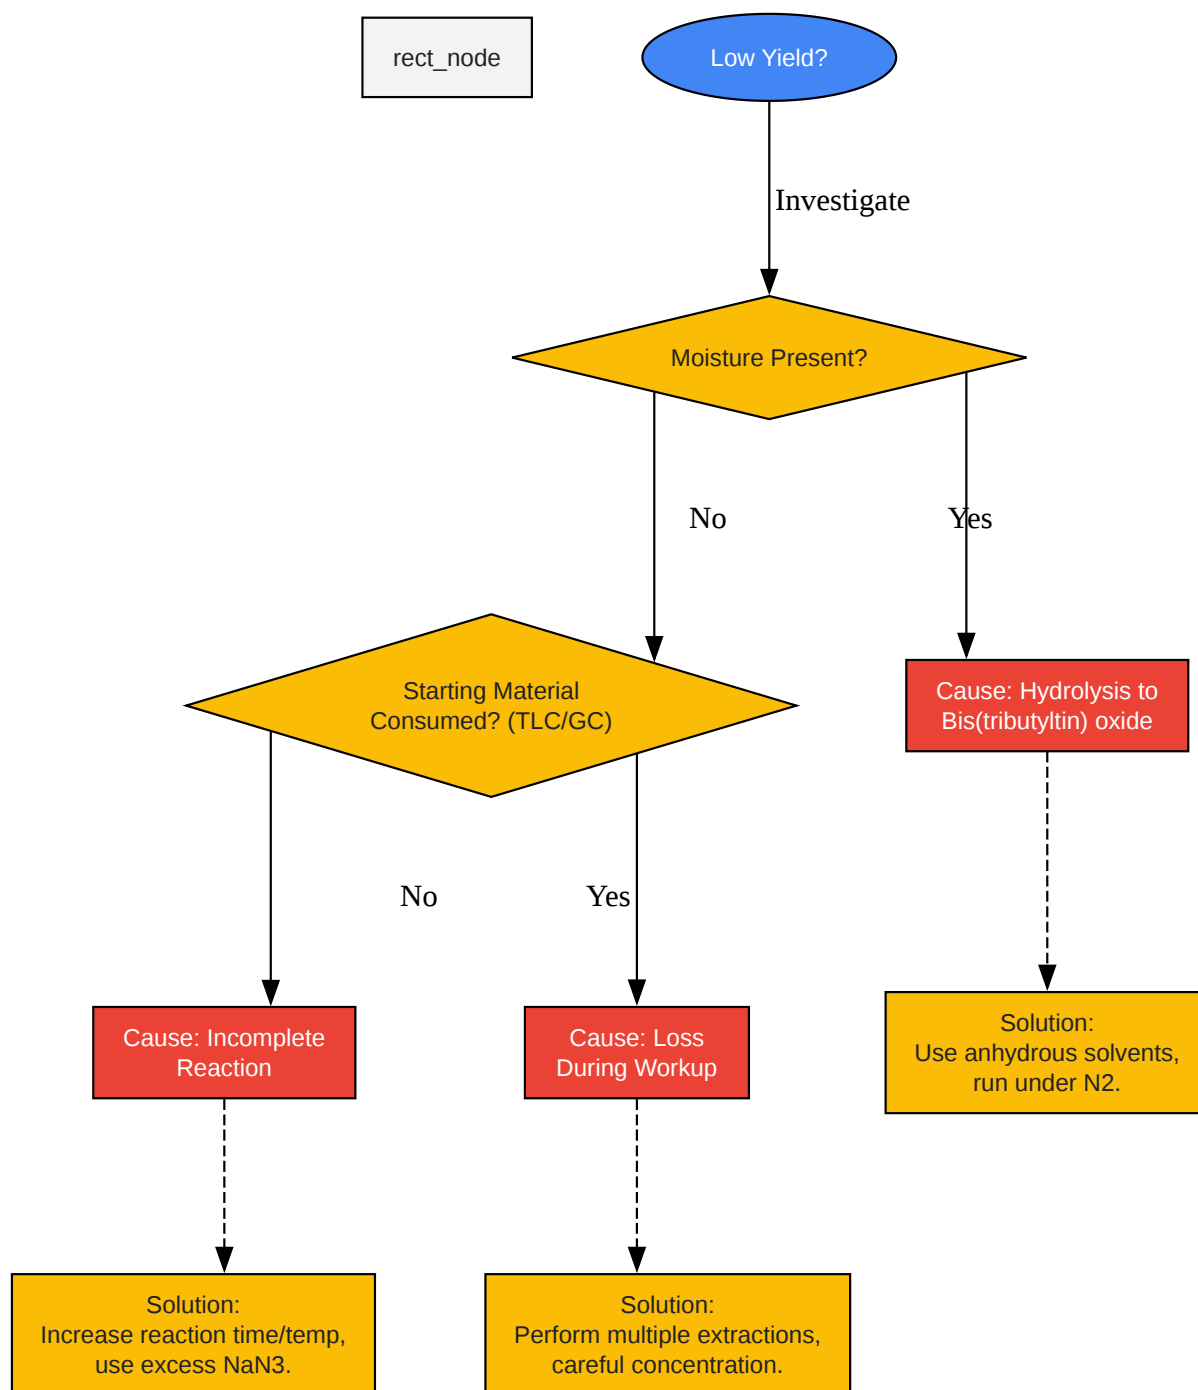 rect_node
Low Yield?
Investigate
Moisture Present?
No
Yes
Starting Material
Consumed? (TLC/GC)
Cause: Hydrolysis to
Bis(tributyltin) oxide
No
Yes
Cause: Incomplete
Reaction
Cause: Loss
During Workup
Solution:
Use anhydrous solvents,
run under N2.
Solution:
Increase reaction time/temp,
use excess NaN3.
Solution:
Perform multiple extractions,
careful concentration.